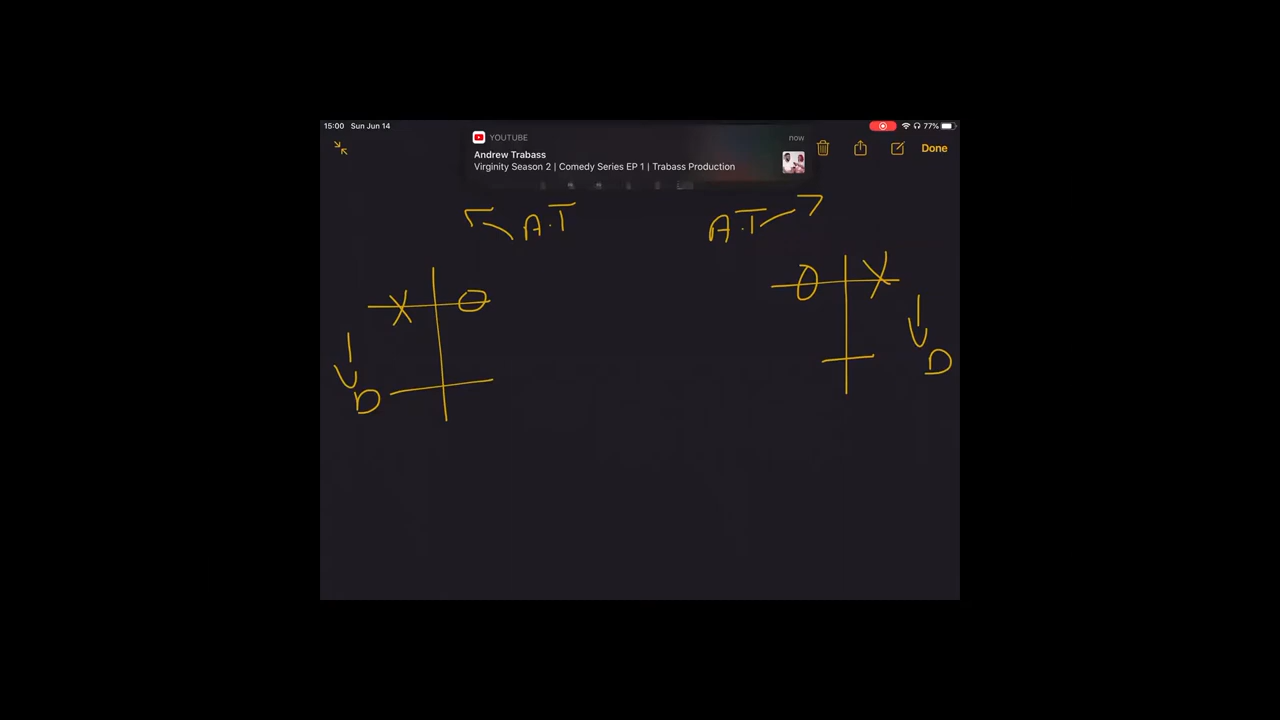 15:00 Sun Jun 14
77%
YOUTUBE
now
Andrew Trabass
Virginity Season 2 | Comedy Series EP 1 | Trabass Production
Done
A.T
A.T
X O
O X
D
D